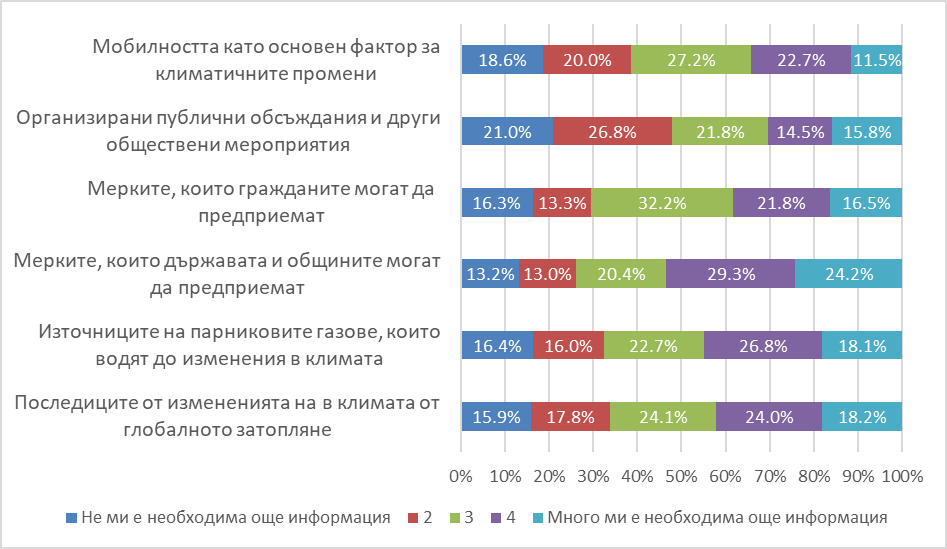 Мобилността като основен фактор за
климатичните промени
18.6% 20.0% 27.2% 22.7% 11.5%
Организирани публични обсъждания и други
обществени мероприятия
21.0% 26.8% 21.8% 14.5% 15.8%
Мерките, които гражданите могат да
предприемат
16.3% 13.3% 32.2% 21.8% 16.5%
Мерките, които държавата и общините могат
да предприемат
13.2% 13.0% 20.4% 29.3% 24.2%
Източниците на парниковите газове, които
водят до изменения в климата
16.4% 16.0% 22.7% 26.8% 18.1%
Последиците от измененията на в климата от
глобалното затопляне
15.9% 17.8% 24.1% 24.0% 18.2%
0% 10% 20% 30% 40% 50% 60% 70% 80% 90% 100%
Не ми е необходима още информация 2 3 4 Много ми е необходима още информация